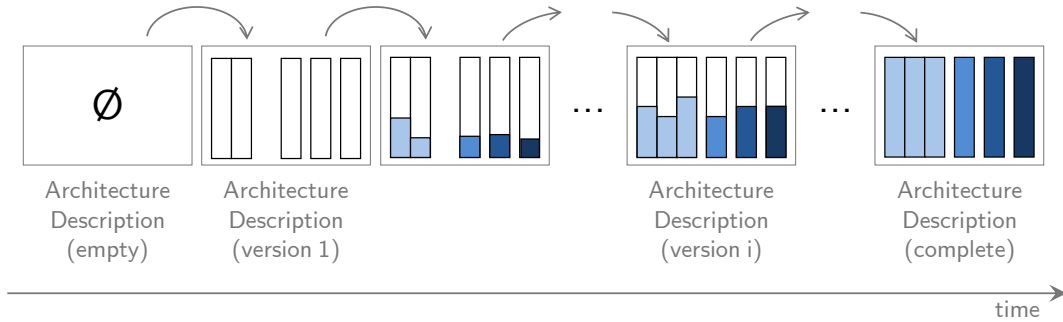 ∅
...
...
Architecture
Description
(empty)
Architecture
Description
(version 1)
Architecture
Description
(version i)
Architecture
Description
(complete)
time